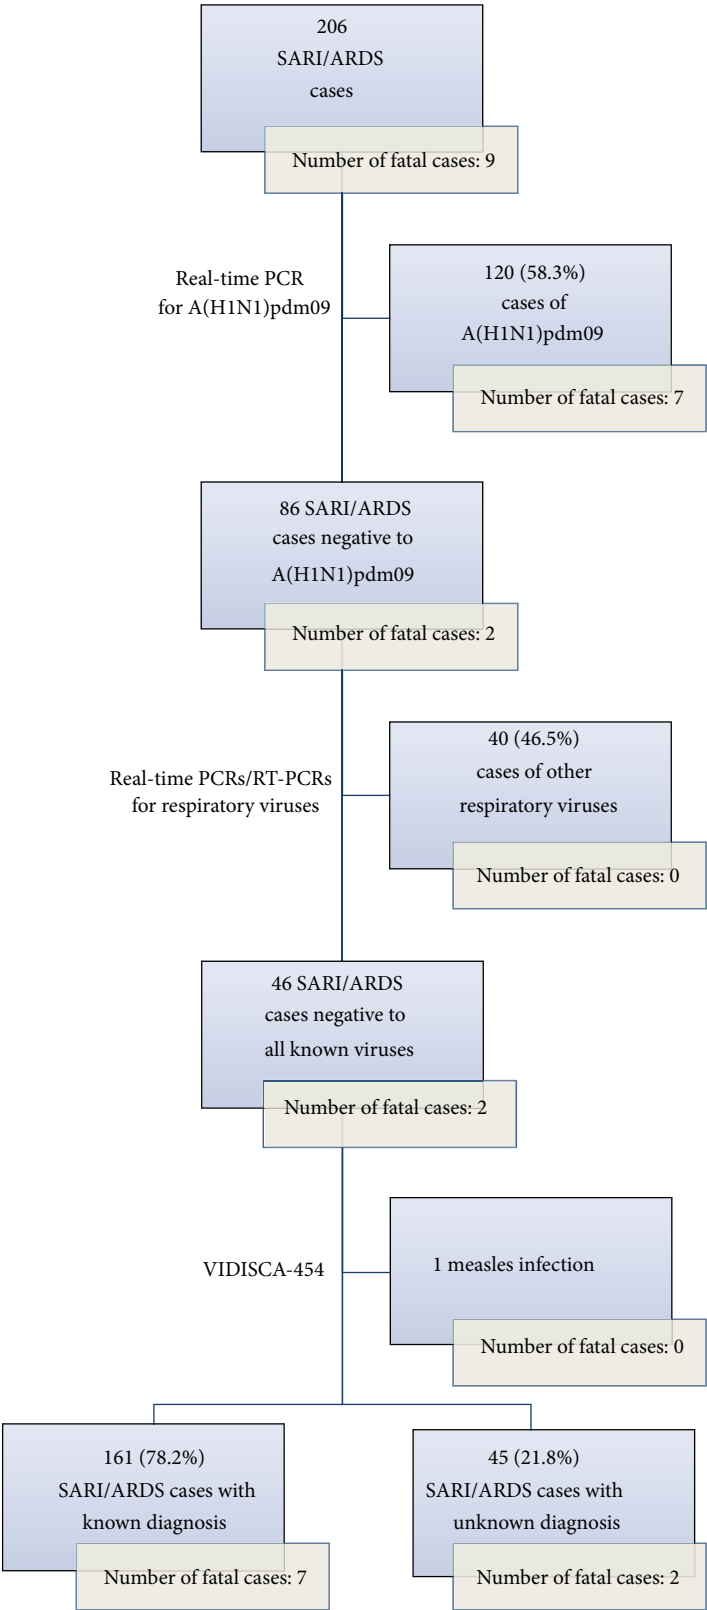 206
SARI/ARDS
cases
Number of fatal cases: 9
Real-time PCR
for A(H1N1)pdm09
120 (58.3%)
cases of
A(H1N1)pdm09
Number of fatal cases: 7
86 SARI/ARDS
cases negative to
A(H1N1)pdm09
Number of fatal cases: 2
Real-time PCRs/RT-PCRs
for respiratory viruses
40 (46.5%)
cases of other
respiratory viruses
Number of fatal cases: 0
46 SARI/ARDS
cases negative to
all known viruses
Number of fatal cases: 2
VIDISCA-454
1 measles infection
Number of fatal cases: 0
161 (78.2%)
SARI/ARDS cases with
known diagnosis
Number of fatal cases: 7
45 (21.8%)
SARI/ARDS cases with
unknown diagnosis
Number of fatal cases: 2